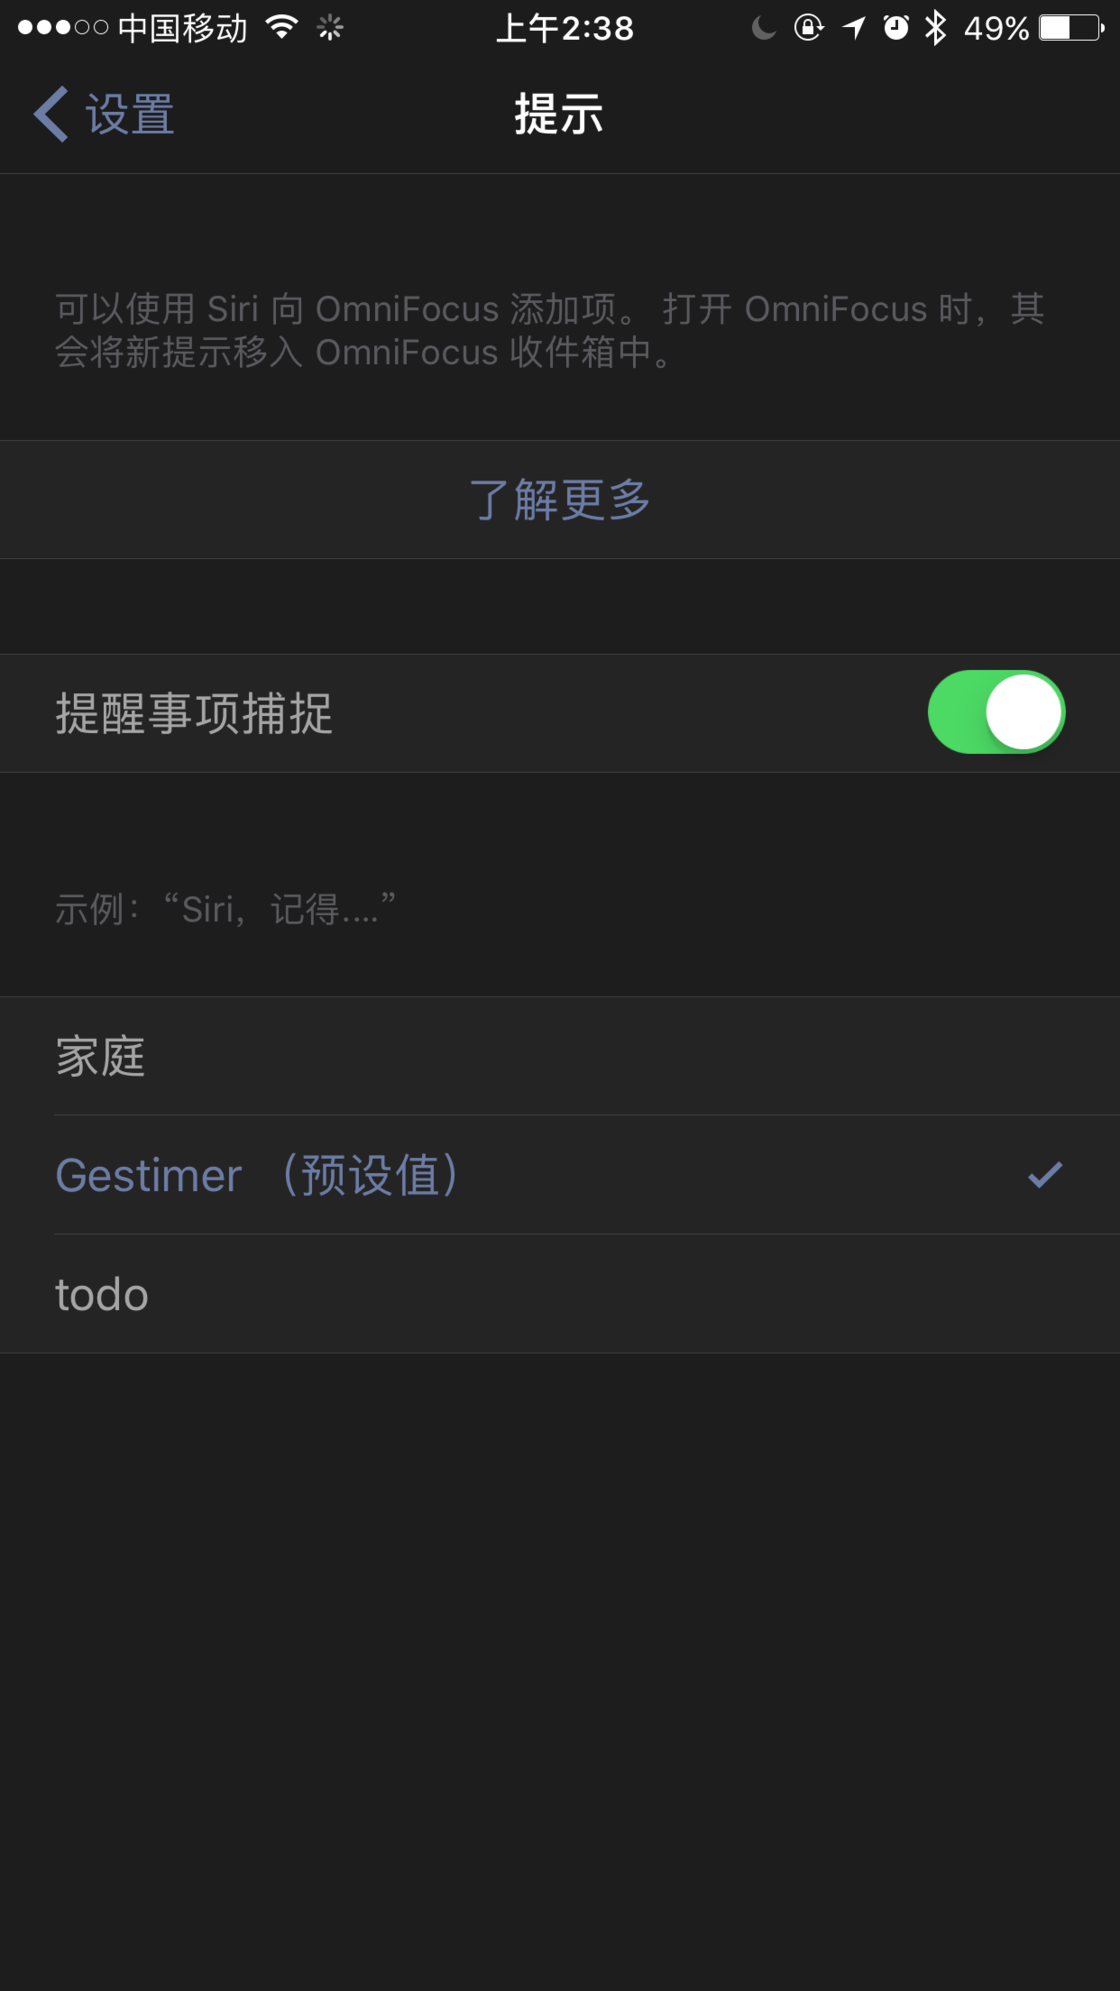 中国移动
上午2:38
49%
设置
提示
可以使用 Siri 向 OmniFocus 添加项。 打开 OmniFocus 时，其
会将新提示移入 OmniFocus 收件箱中。
了解更多
提醒事项捕捉
示例：“Siri，记得....”
家庭
Gestimer （预设值）
todo